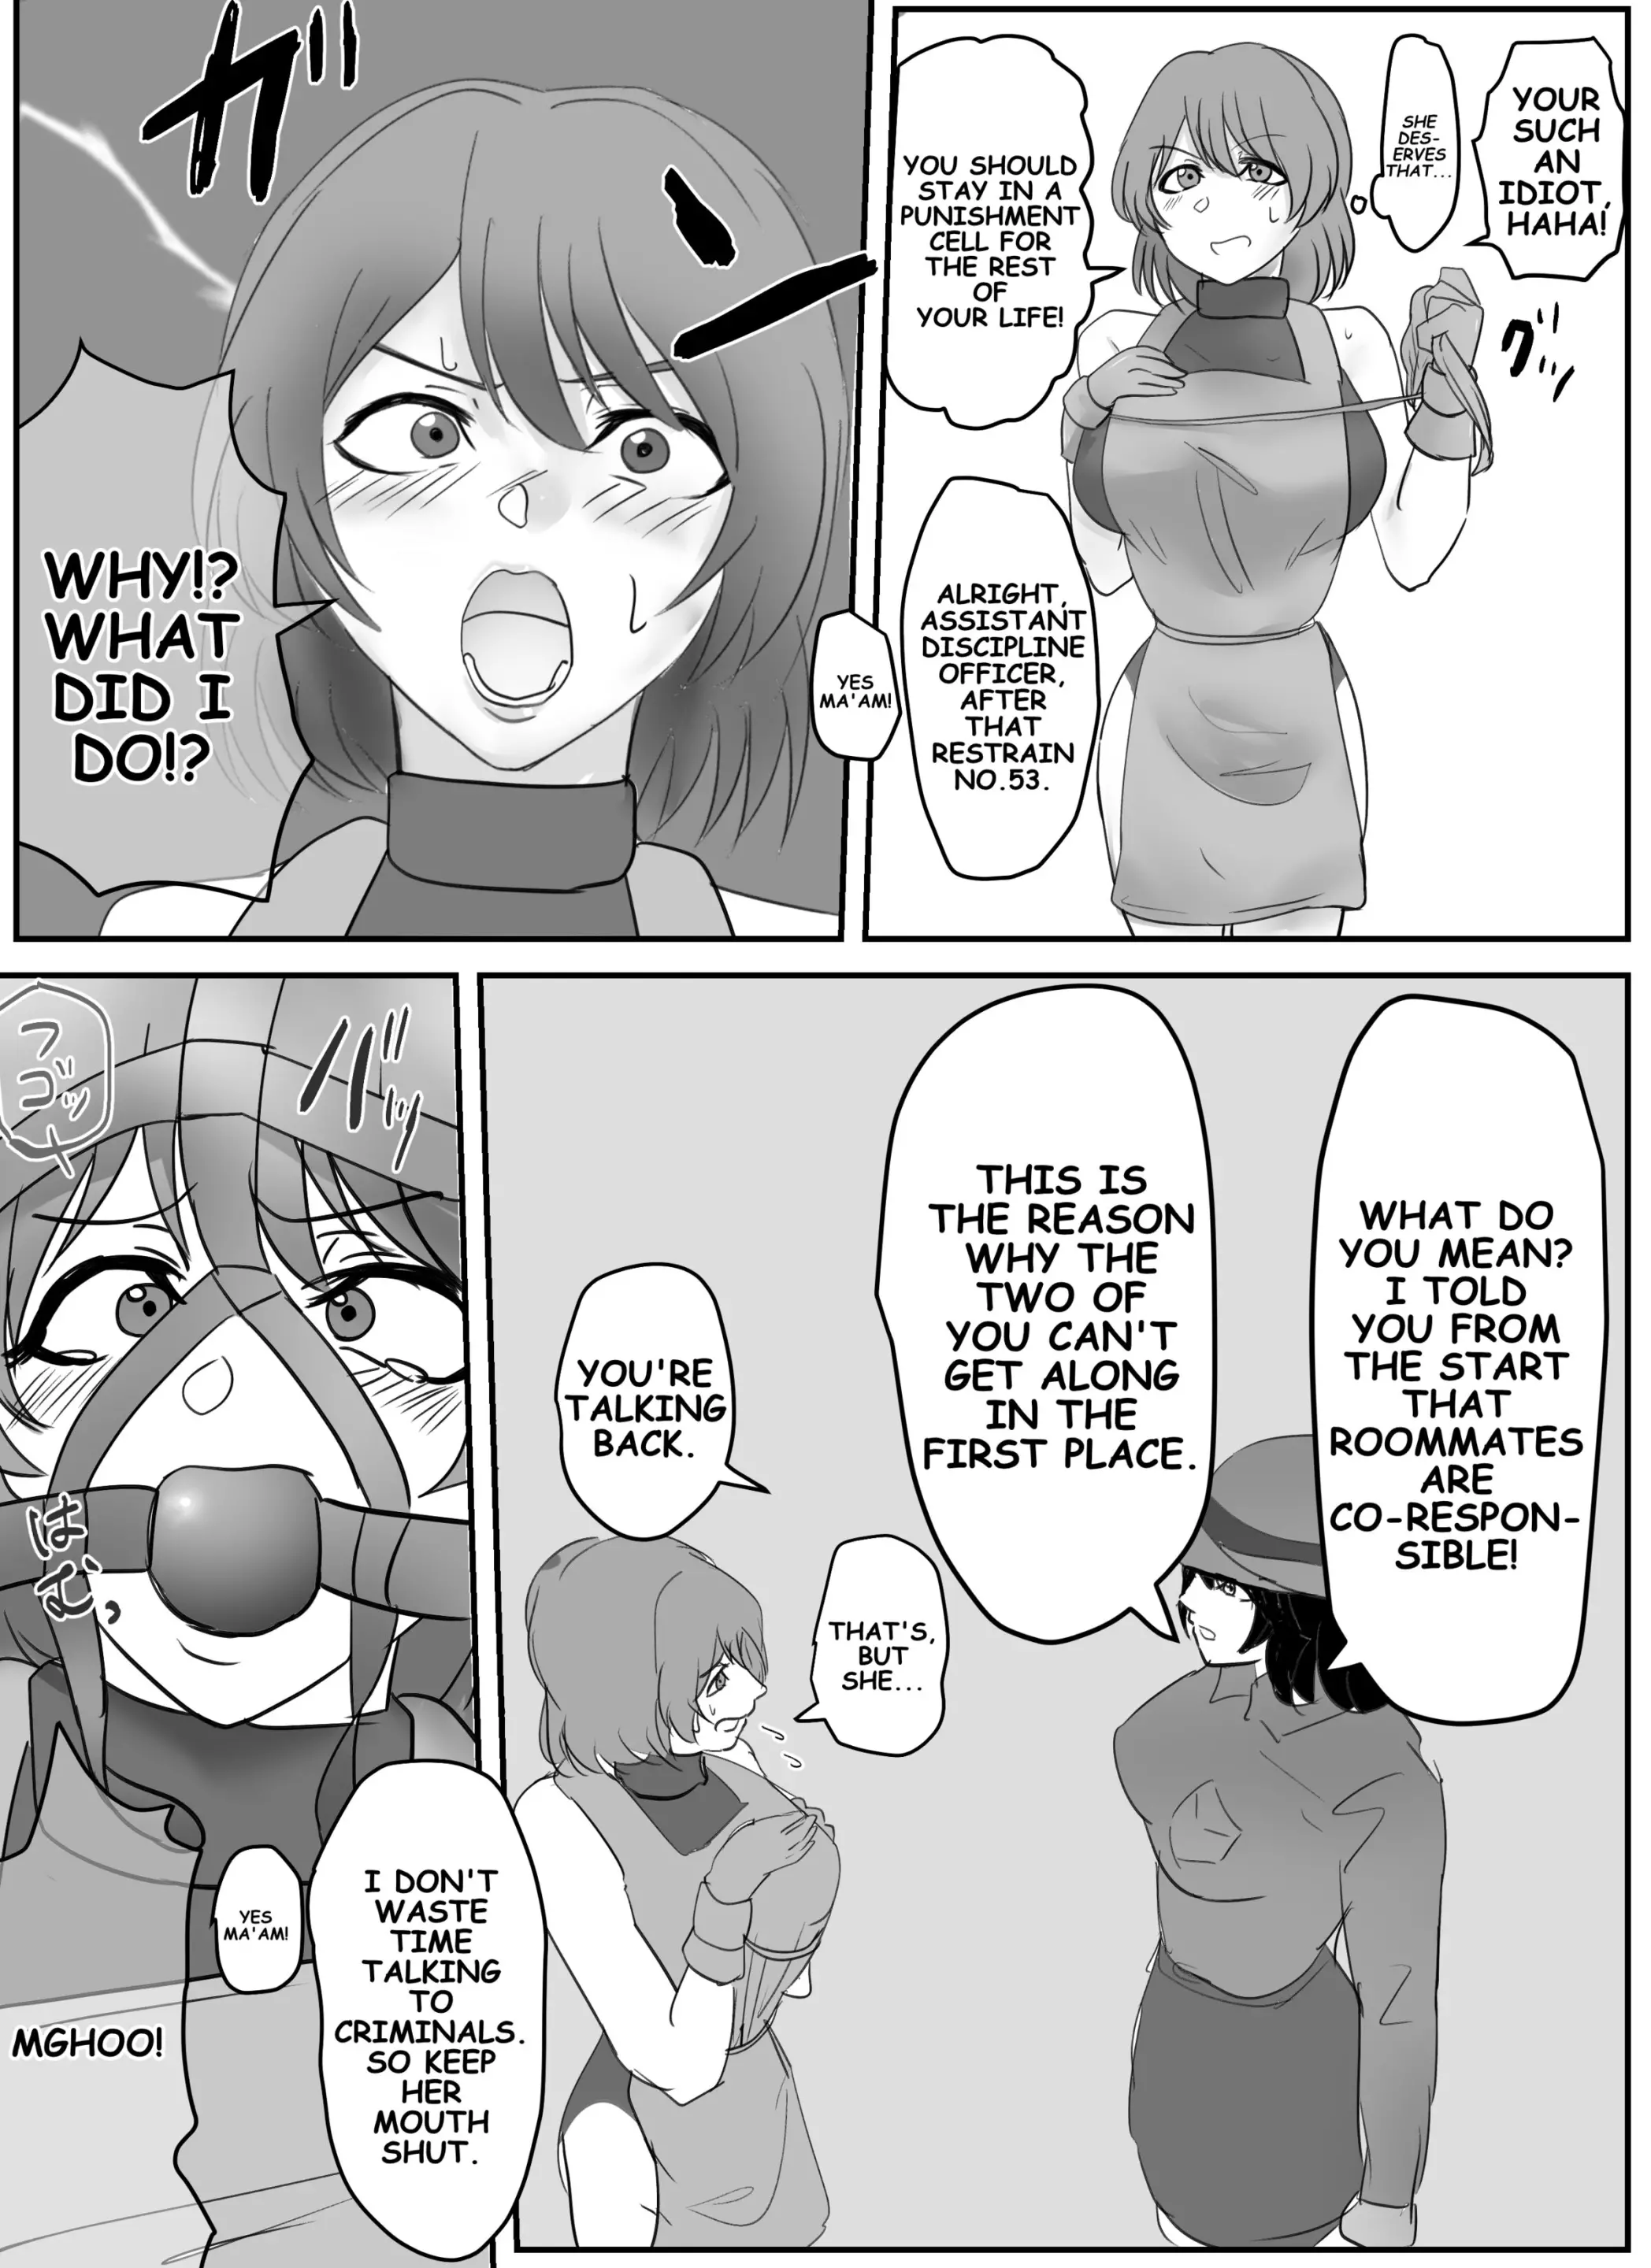 YOUR
SUCH
AN
IDIOT,
HAHA!
SHE
DES-
ERVES
THAT...
YOU SHOULD
STAY IN A
PUNISHMENT
CELL FOR
THE REST
OF
YOUR LIFE!
グッ
ALRIGHT,
ASSISTANT
DISCIPLINE
OFFICER,
AFTER
THAT
RESTRAIN
NO.53.
YES
MA'AM!
ガーン
WHY!?
WHAT
DID I
DO!?
WHAT DO
YOU MEAN?
I TOLD
YOU FROM
THE START
THAT
ROOMMATES
ARE
CO-RESPON-
SIBLE!
THIS IS
THE REASON
WHY THE
TWO OF
YOU CAN'T
GET ALONG
IN THE
FIRST PLACE.
THAT'S,
BUT
SHE...
YOU'RE
TALKING
BACK.
I DON'T
WASTE
TIME
TALKING
TO
CRIMINALS.
SO KEEP
HER
MOUTH
SHUT.
YES
MA'AM!
バッ
フゴッ
はむっ
MGHOO!